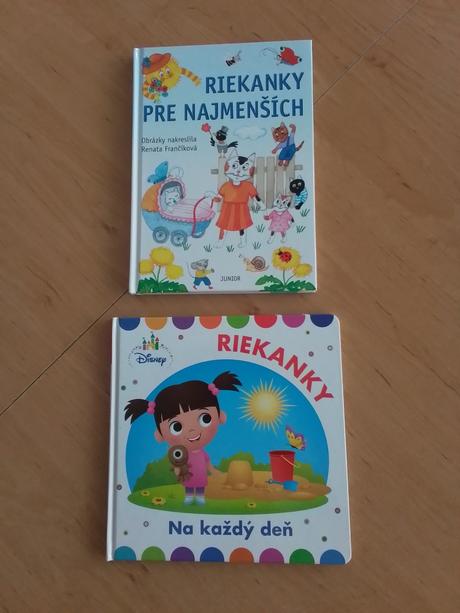 RIEKANKY
PRE NAJMENŠÍCH
Obrázky nakreslila
Renata Frančíková
JUNIOR
Disney
RIEKANKY
Na každý deň